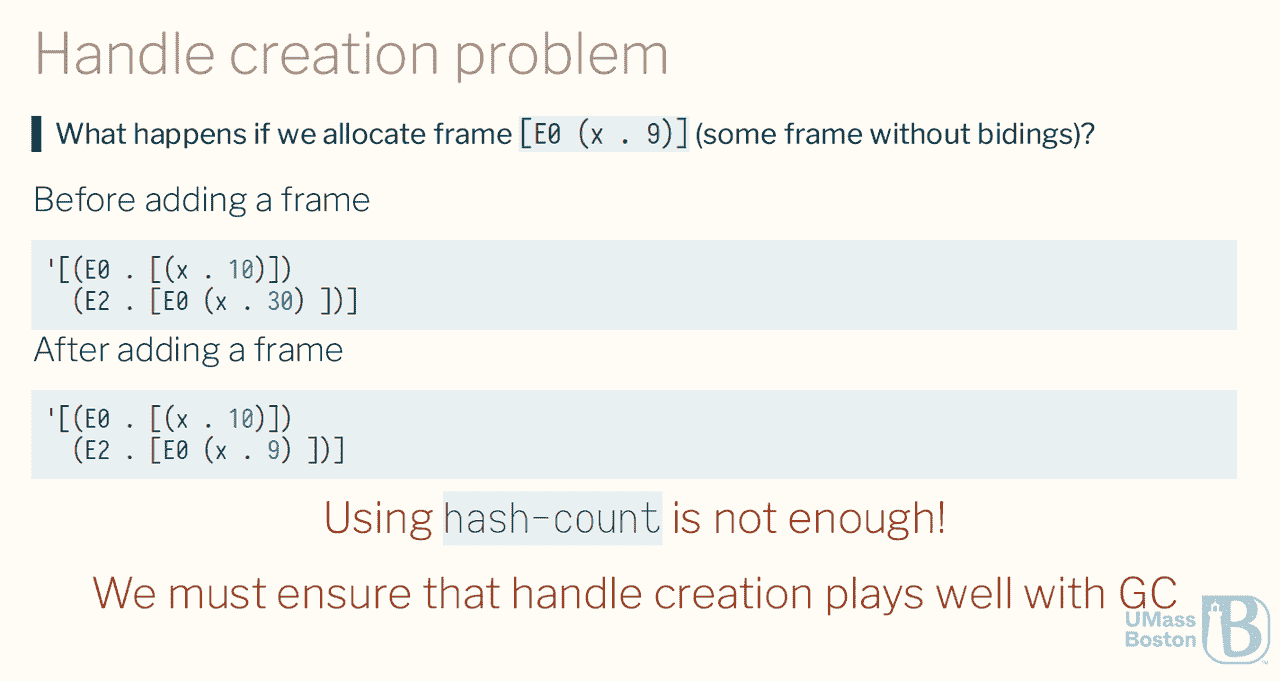 Handle creation problem
What happens if we allocate frame [E0 (x . 9)] (some frame without bidings)?
Before adding a frame
'[(E0 . [(x . 10)])
(E2 . [E0 (x . 30) ])]
After adding a frame
'[(E0 . [(x . 10)])
(E2 . [E0 (x . 9) ])]
Using hash-count is not enough!
We must ensure that handle creation plays well with GC
UMass
Boston
B